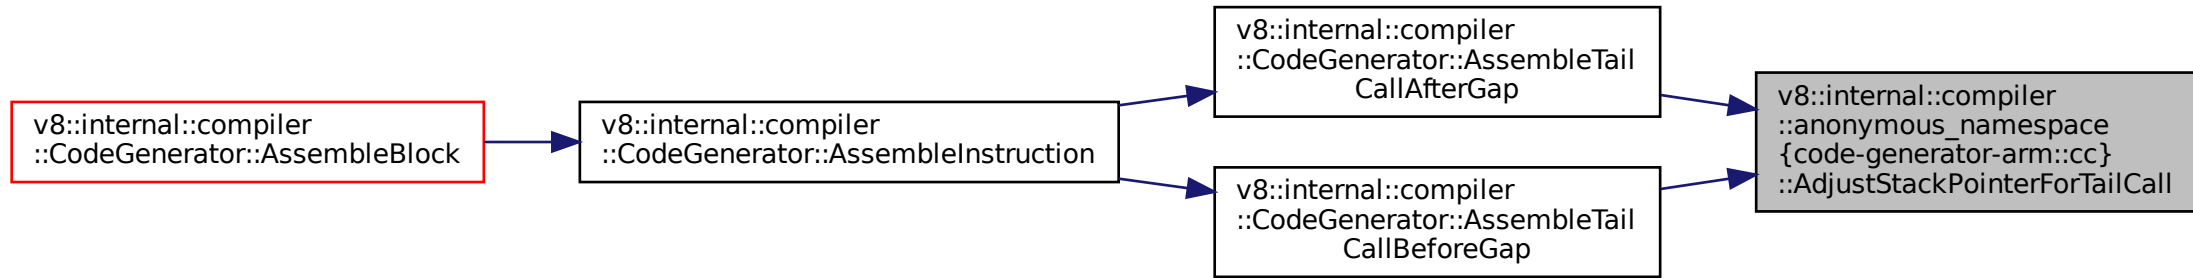 v8::internal::compiler
::CodeGenerator::AssembleBlock
v8::internal::compiler
::CodeGenerator::AssembleInstruction
v8::internal::compiler
::CodeGenerator::AssembleTail
CallAfterGap
v8::internal::compiler
::CodeGenerator::AssembleTail
CallBeforeGap
v8::internal::compiler
::anonymous_namespace
{code-generator-arm::cc}
::AdjustStackPointerForTailCall